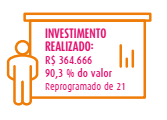 INVESTIMENTO
REALIZADO:
R$ 364.666
90,3 % do valor
Reprogramado de 21